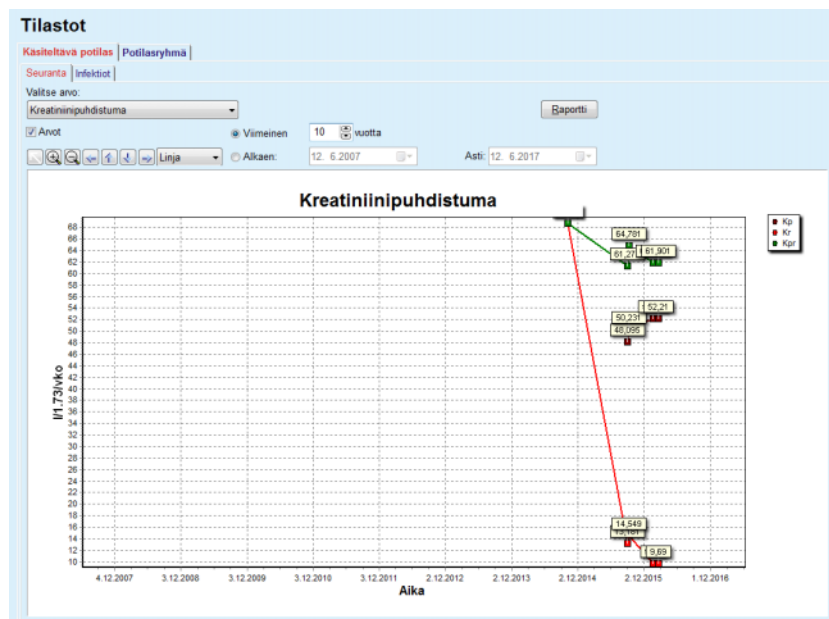 Tilastot
Käsiteltävä potilas Potilasryhmä
Seuranta Infektiot
Valitse arvo:
Kreatiniinipuhdistuma Raportti
Arvot Viimeinen 10 vuotta
Linja Alkaen: 12. 6.2007 Asti: 12. 6.2017
Kreatiniinipuhdistuma
Kp
Kr
Kpr
68
66
64
62
60
58
56
54
52
50
48
46
44
42
40
38
36
34
32
30
28
26
24
22
20
18
16
14
12
10
l/1.73/vko
64,781
61,27
61,901
52,21
50,231
48,095
14,549
9,69
4.12.2007 3.12.2008 3.12.2009 3.12.2010 3.12.2011 2.12.2012 2.12.2013 2.12.2014 2.12.2015 1.12.2016
Aika